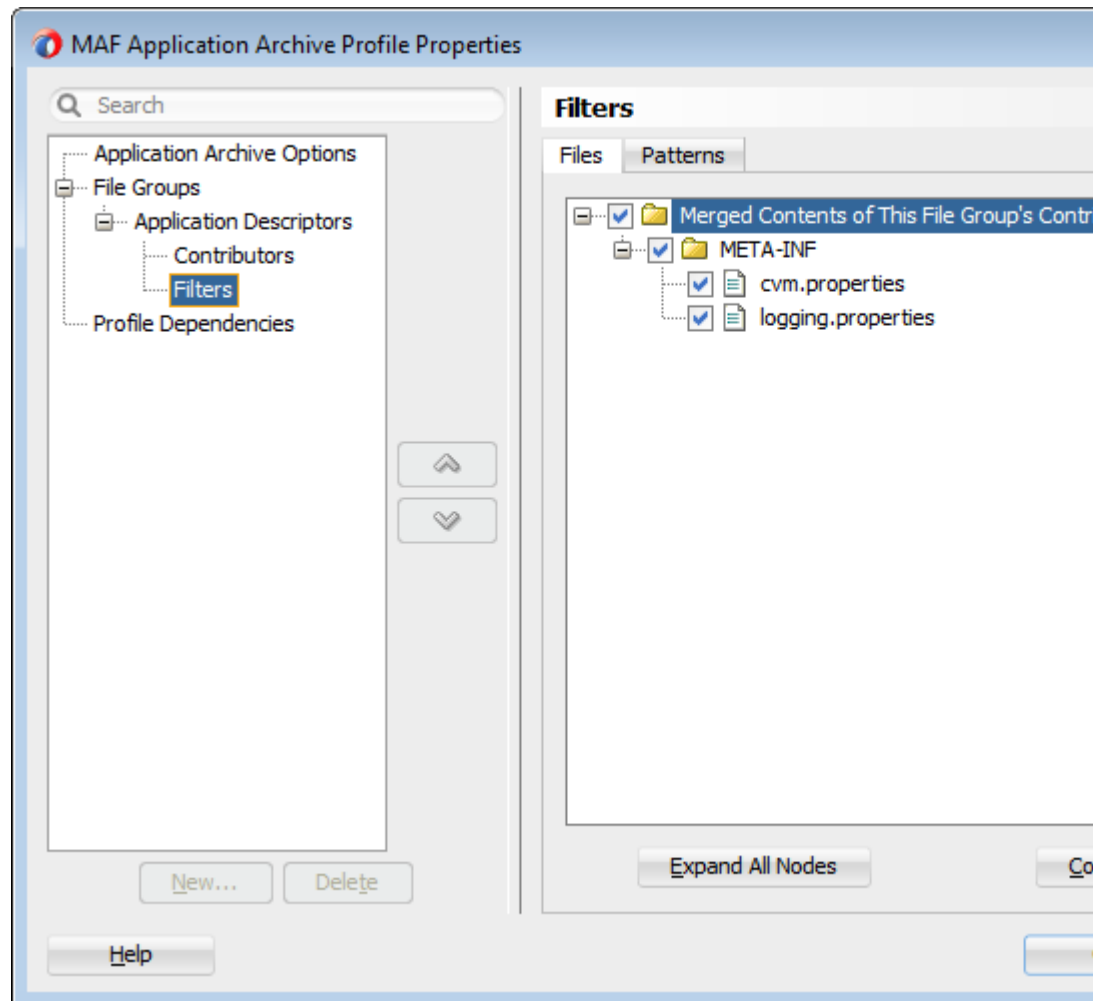 MAF Application Archive Profile Properties
Search
Application Archive Options
File Groups
Application Descriptors
Contributors
Filters
Profile Dependencies
New...
Delete
Help
Filters
Files Patterns
Merged Contents of This File Group's
META-INF
cvm.properties
logging.properties
Expand All Nodes